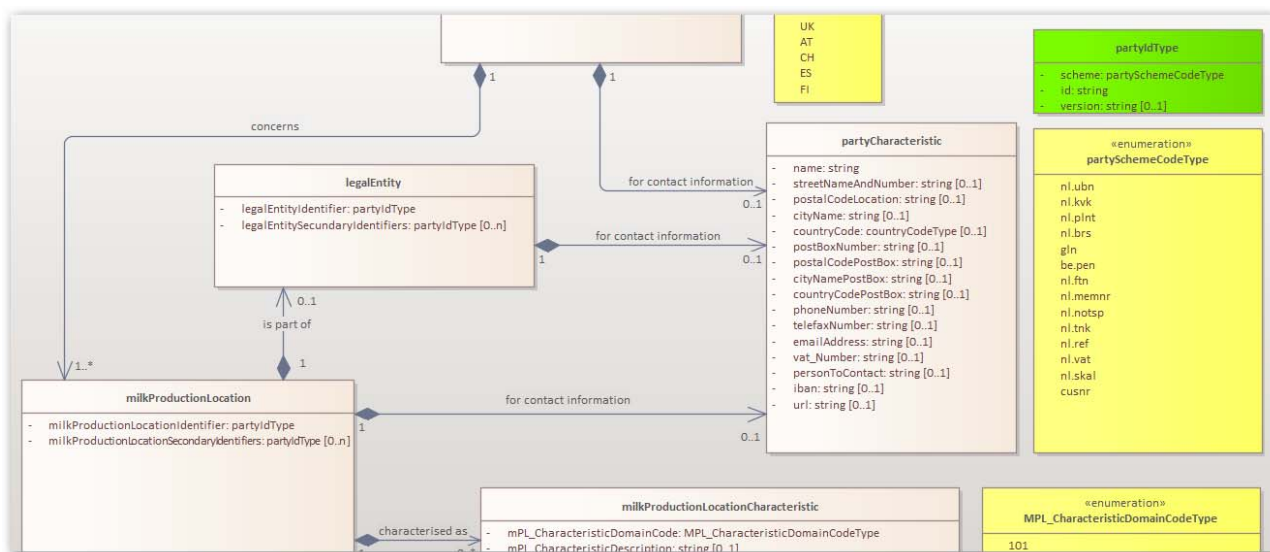 UK
AT
CH
ES
FI
partyIdType
- scheme: partySchemeCodeType
- id: string
- version: string [0..1]
1
1
concerns
legalEntity
- legalEntityIdentifier: partyIdType
- legalEntitySecundaryIdentifiers: partyIdType [0..n]
for contact information
0..1
for contact information
1
0..1
partyCharacteristic
- name: string
- streetNameAndNumber: string [0..1]
- postalCodeLocation: string [0..1]
- cityName: string [0..1]
- countryCode: countryCodeType [0..1]
- postBoxNumber: string [0..1]
- postalCodePostBox: string [0..1]
- cityNamePostBox: string [0..1]
- countryCodePostBox: string [0..1]
- phoneNumber: string [0..1]
- telefaxNumber: string [0..1]
- emailAddress: string [0..1]
- vat_Number: string [0..1]
- personToContact: string [0..1]
- iban: string [0..1]
- url: string [0..1]
«enumeration»
partySchemeCodeType
nl.ubn
nl.kvk
nl.plnt
nl.brs
gln
be.pen
nl.ftn
nl.memnr
nl.notsp
nl.tnk
nl.ref
nl.vat
nl.skal
cusnr
0..1
is part of
1
1..*
milkProductionLocation
- milkProductionLocationIdentifier: partyIdType
- milkProductionLocationSecondaryIdentifiers: partyIdType [0..n]
for contact information
1
0..1
characterised as
milkProductionLocationCharacteristic
- mPL_CharacteristicDomainCode: MPL_CharacteristicDomainCodeType
- mPL_CharacteristicDescription: string [0..1]
«enumeration»
MPL_CharacteristicDomainCodeType
101